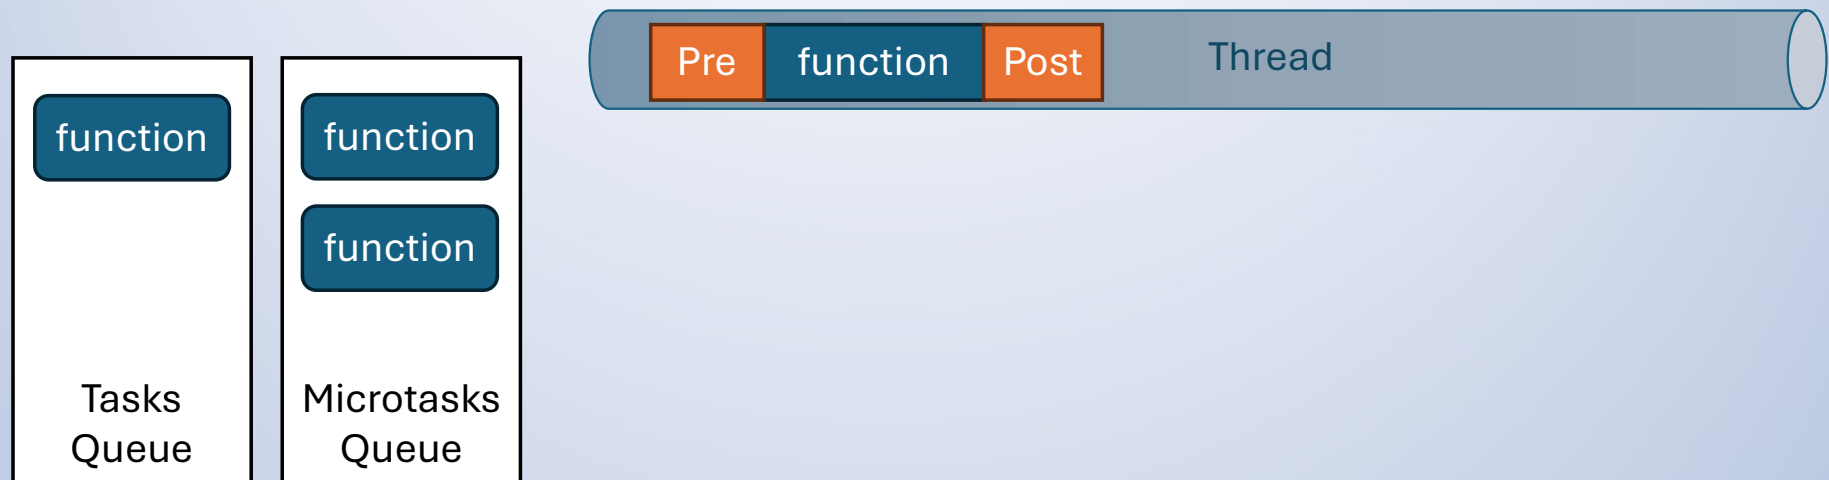 Pre function Post Thread
function
Tasks
Queue
function
function
Microtasks
Queue